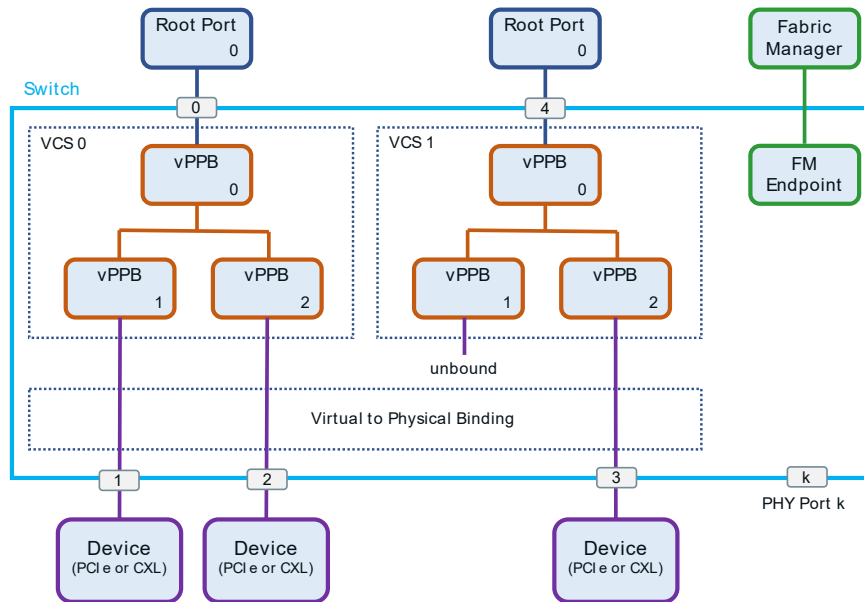 Root Port
0
Root Port
0
Fabric
Manager
Switch
0
4
VCS 0
vPPB
0
VCS 1
vPPB
0
FM
Endpoint
vPPB
1
vPPB
2
vPPB
1
vPPB
2
unbound
Virtual to Physical Binding
1
2
3
k
PHY Port k
Device
(PCIe or CXL)
Device
(PCIe or CXL)
Device
(PCIe or CXL)